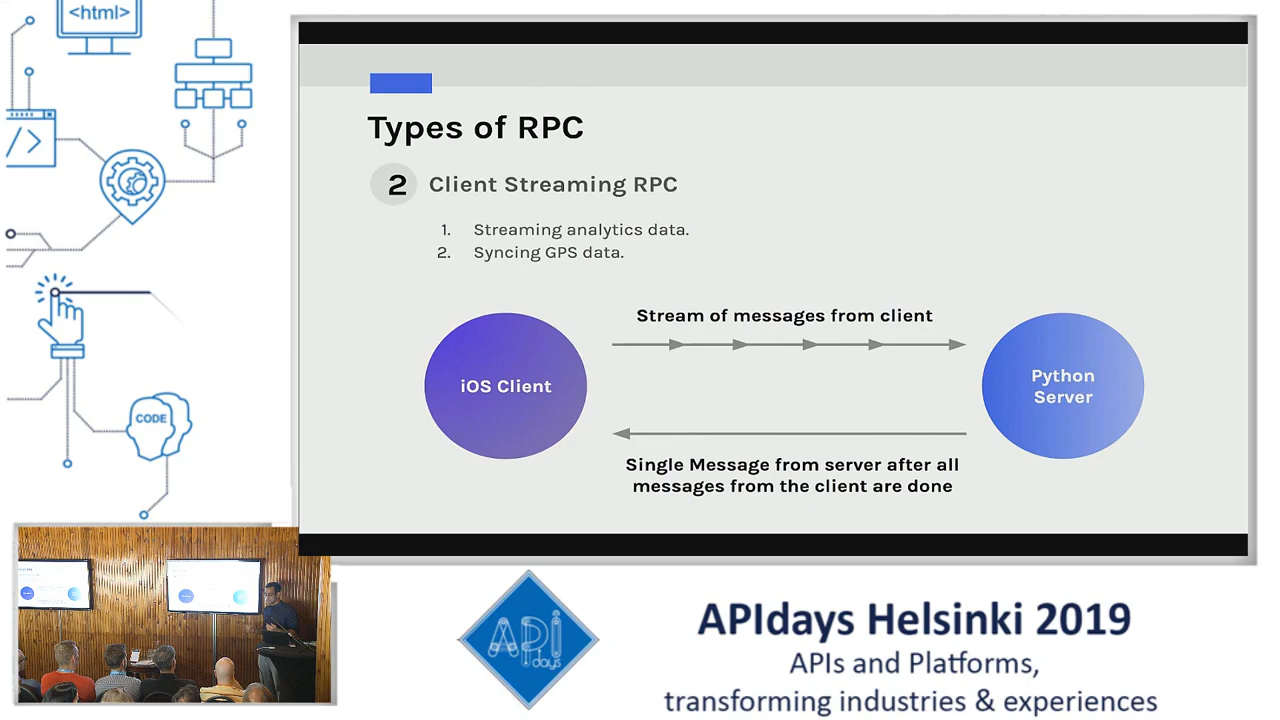 <html>
Types of RPC
2 Client Streaming RPC
1. Streaming analytics data.
2. Syncing GPS data.
Stream of messages from client
iOS Client
Python
Server
Single Message from server after all
messages from the client are done
</>
CODE
API
days
APIdays Helsinki 2019
APIs and Platforms,
transforming industries & experiences